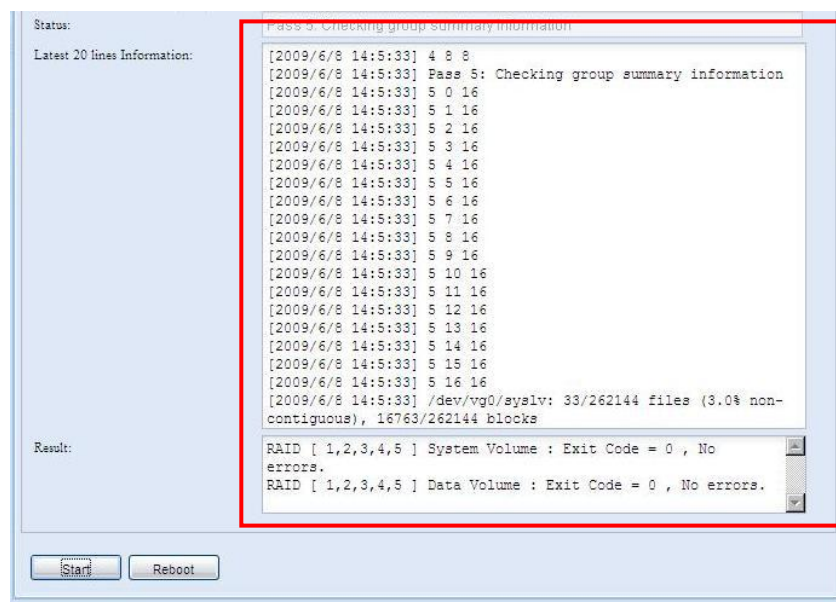 Status:
Pass 5: Checking group summary information
Latest 20 lines Information:
[2009/6/8 14:5:33] 4 8 8
[2009/6/8 14:5:33] Pass 5: Checking group summary information
[2009/6/8 14:5:33] 5 0 16
[2009/6/8 14:5:33] 5 1 16
[2009/6/8 14:5:33] 5 2 16
[2009/6/8 14:5:33] 5 3 16
[2009/6/8 14:5:33] 5 4 16
[2009/6/8 14:5:33] 5 5 16
[2009/6/8 14:5:33] 5 6 16
[2009/6/8 14:5:33] 5 7 16
[2009/6/8 14:5:33] 5 8 16
[2009/6/8 14:5:33] 5 9 16
[2009/6/8 14:5:33] 5 10 16
[2009/6/8 14:5:33] 5 11 16
[2009/6/8 14:5:33] 5 12 16
[2009/6/8 14:5:33] 5 13 16
[2009/6/8 14:5:33] 5 14 16
[2009/6/8 14:5:33] 5 15 16
[2009/6/8 14:5:33] 5 16 16
[2009/6/8 14:5:33] /dev/vg0/syslv: 33/262144 files (3.0% non-
contiguous), 16763/262144 blocks
Result:
RAID [ 1,2,3,4,5 ] System Volume : Exit Code = 0 , No
errors.
RAID [ 1,2,3,4,5 ] Data Volume : Exit Code = 0 , No errors.
Start
Reboot